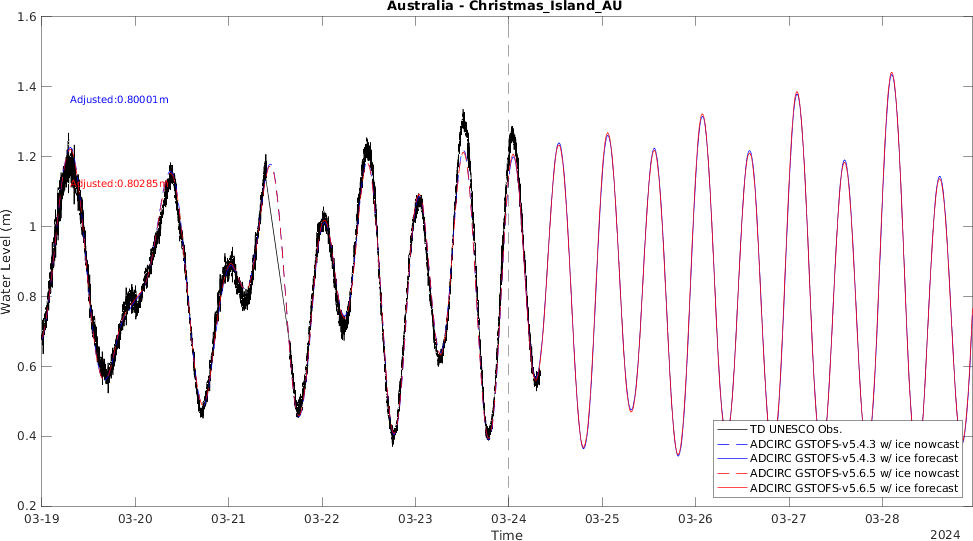 Australia - Christmas_Island_AU
1.6
1.4
1.2
1
0.8
0.6
0.4
0.2
Water Level (m)
Adjusted:0.80001m
Adjusted:0.80285m
TD UNESCO Obs.
ADCIRC GSTOFS-v5.4.3 w/ ice nowcast
ADCIRC GSTOFS-v5.4.3 w/ ice forecast
ADCIRC GSTOFS-v5.6.5 w/ ice nowcast
ADCIRC GSTOFS-v5.6.5 w/ ice forecast
03-19 03-20 03-21 03-22 03-23 03-24 03-25 03-26 03-27 03-28
Time
2024